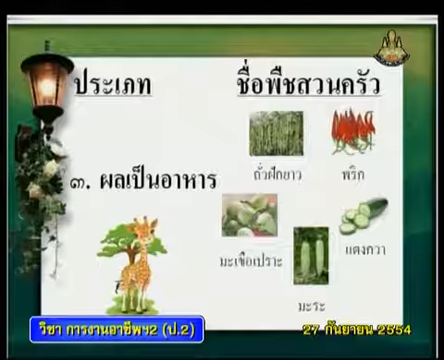 ประเภท
ชื่อพืชสวนครัว
ถั่วฝักยาว
พริก
๓. ผลเป็นอาหาร
มะเขือเปราะ
แตงกวา
มะระ
วิชา การงานอาชีพฯ2 (ป.2)
27 กันยายน 2554